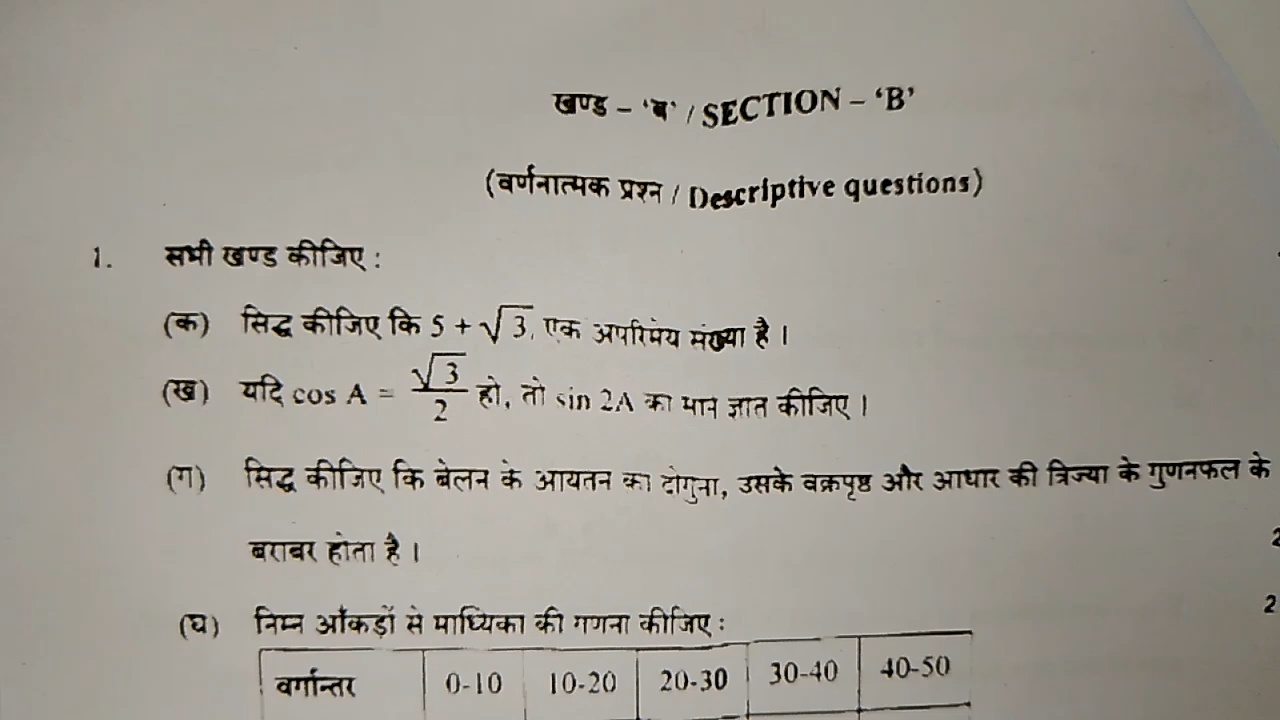 खण्ड – 'ब' / SECTION – 'B'
(वर्णनात्मक प्रश्न / Descriptive questions)
1. सभी खण्ड कीजिए :
(क) सिद्ध कीजिए कि 5 + √3, एक अपरिमेय संख्या है ।
(ख) यदि cos A = √3/2 हो, तो sin 2A का मान ज्ञात कीजिए ।
(ग) सिद्ध कीजिए कि बेलन के आयतन का दोगुना, उसके वक्रपृष्ठ और आधार की त्रिज्या के गुणनफल के
बराबर होता है । 2
(घ) निम्न आँकड़ों से माध्यिका की गणना कीजिए : 2
वर्गान्तर 0-10 10-20 20-30 30-40 40-50